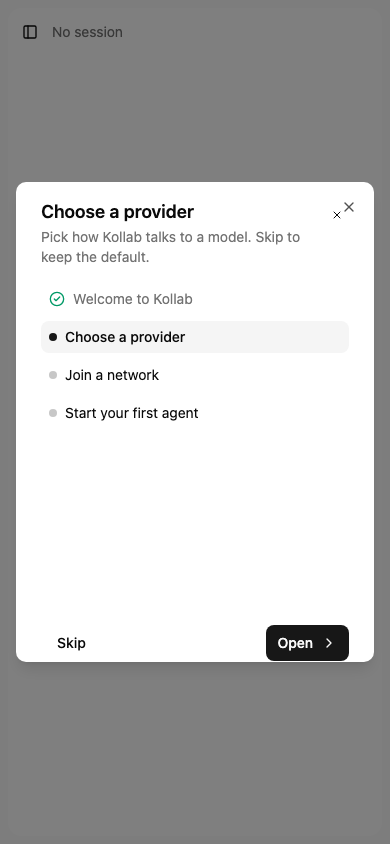 No session
Choose a provider
Pick how Kollab talks to a model. Skip to
keep the default.
Welcome to Kollab
Choose a provider
Join a network
Start your first agent
Skip
Open